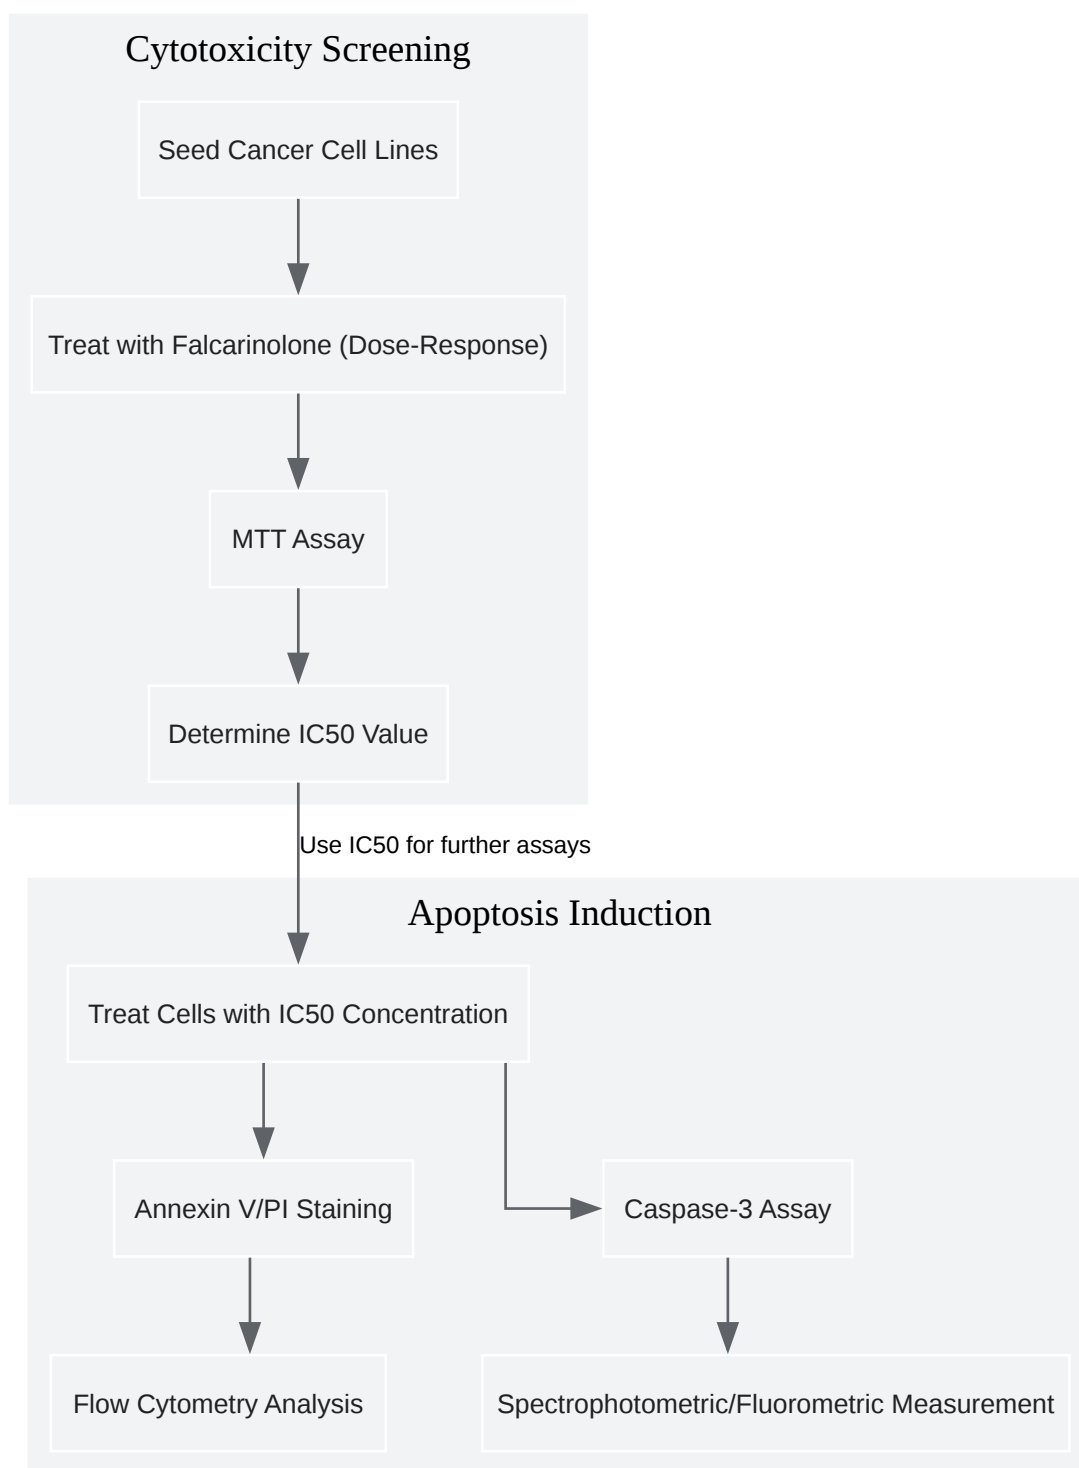 Cytotoxicity Screening
Seed Cancer Cell Lines
Treat with Falcarinolone (Dose-Response)
MTT Assay
Determine IC50 Value
Use IC50 for further assays
Apoptosis Induction
Treat Cells with IC50 Concentration
Annexin V/PI Staining
Caspase-3 Assay
Flow Cytometry Analysis
Spectrophotometric/Fluorometric Measurement